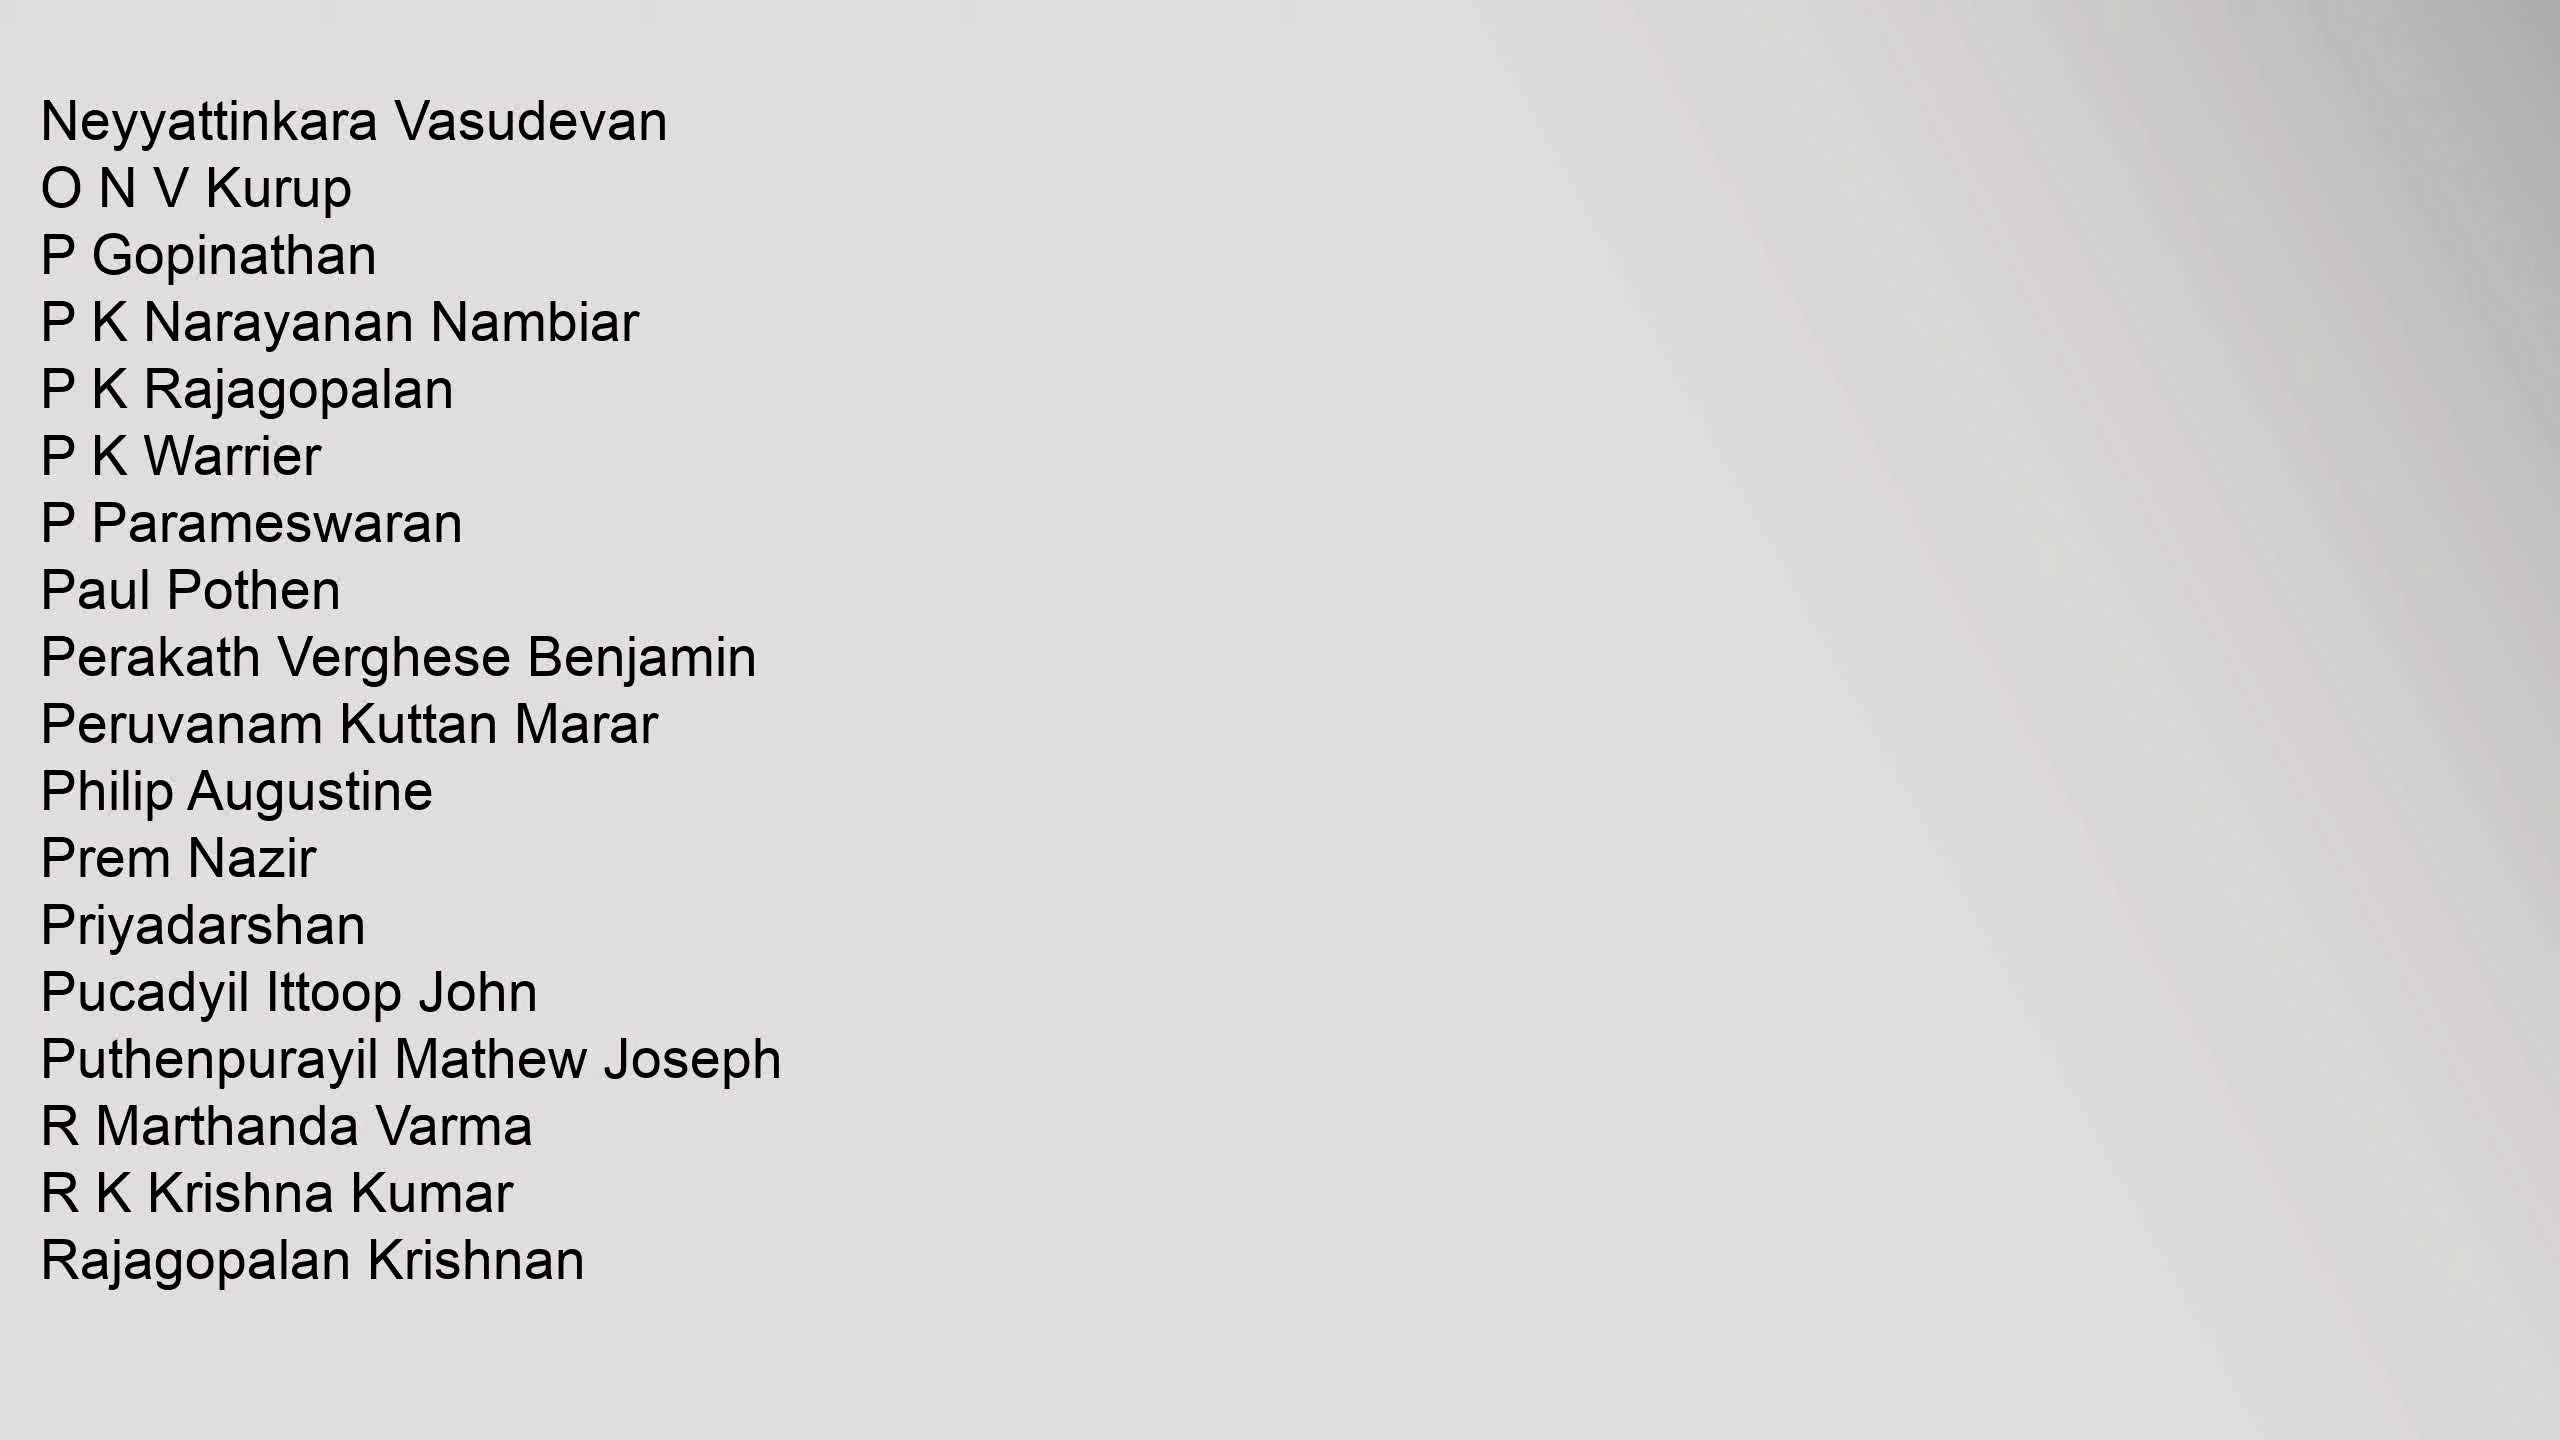 Neyyattinkara Vasudevan
O N V Kurup
P Gopinathan
P K Narayanan Nambiar
P K Rajagopalan
P K Warrier
P Parameswaran
Paul Pothen
Perakath Verghese Benjamin
Peruvanam Kuttan Marar
Philip Augustine
Prem Nazir
Priyadarshan
Pucadyil Ittoop John
Puthenpurayil Mathew Joseph
R Marthanda Varma
R K Krishna Kumar
Rajagopalan Krishnan